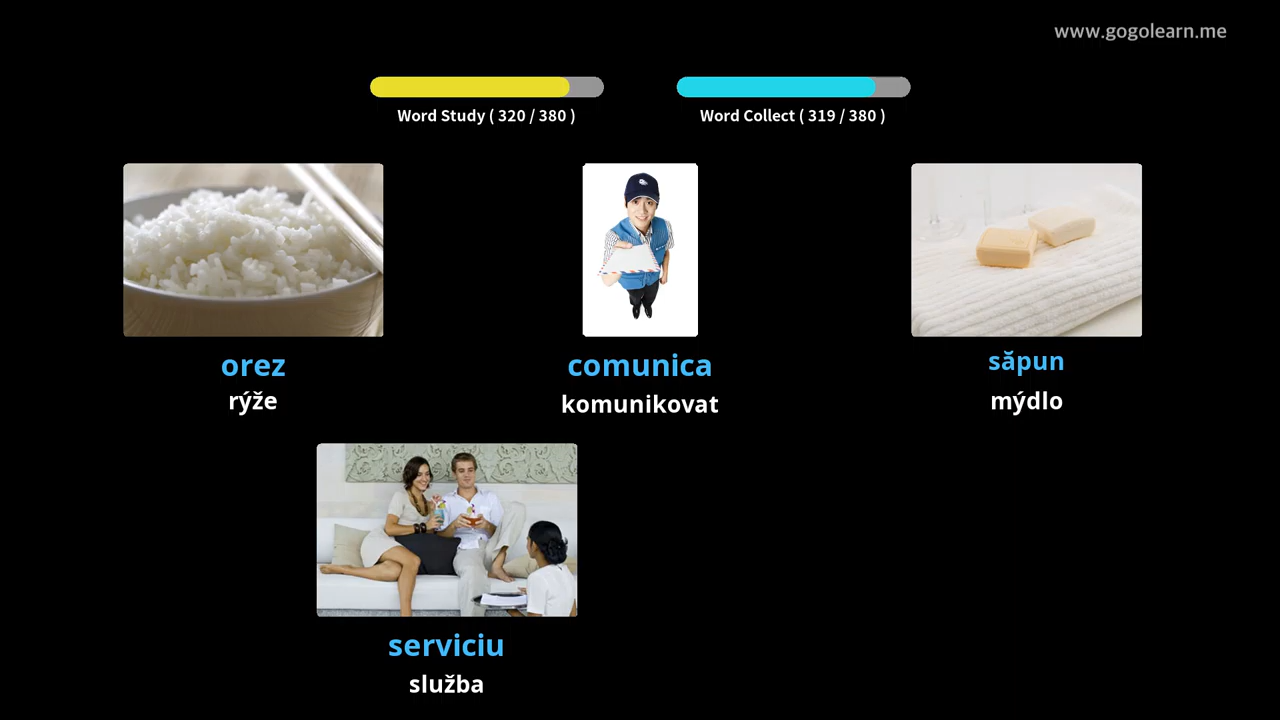 www.gogolearn.me
Word Study ( 320 / 380 )
Word Collect ( 319 / 380 )
orez
rýže
comunica
komunikovat
săpun
mýdlo
serviciu
služba